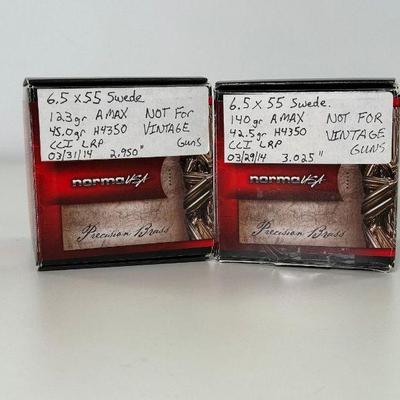 6.5 x 55 Swede
123gr AMAX NOT FOR
45.0gr H4350 VINTAGE
CCI LRP GUNS
03/31/14 2.950"
norma USA
Precision Brass
6.5 x 55 Swede.
140gr AMAX NOT FOR
42.5gr H4350 VINTAGE
CCI LRP GUNS
03/29/14 3.025"
norma USA
Precision Brass